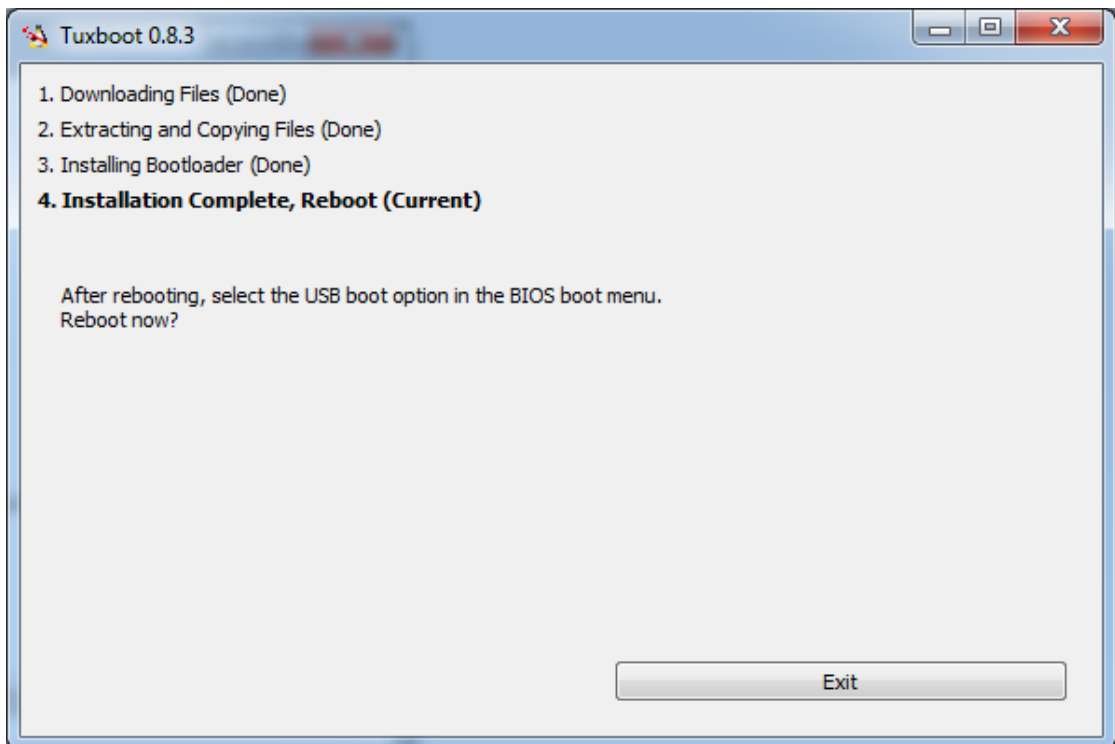 Tuxboot 0.8.3
1. Downloading Files (Done)
2. Extracting and Copying Files (Done)
3. Installing Bootloader (Done)
4. Installation Complete, Reboot (Current)
After rebooting, select the USB boot option in the BIOS boot menu.
Reboot now?
Exit